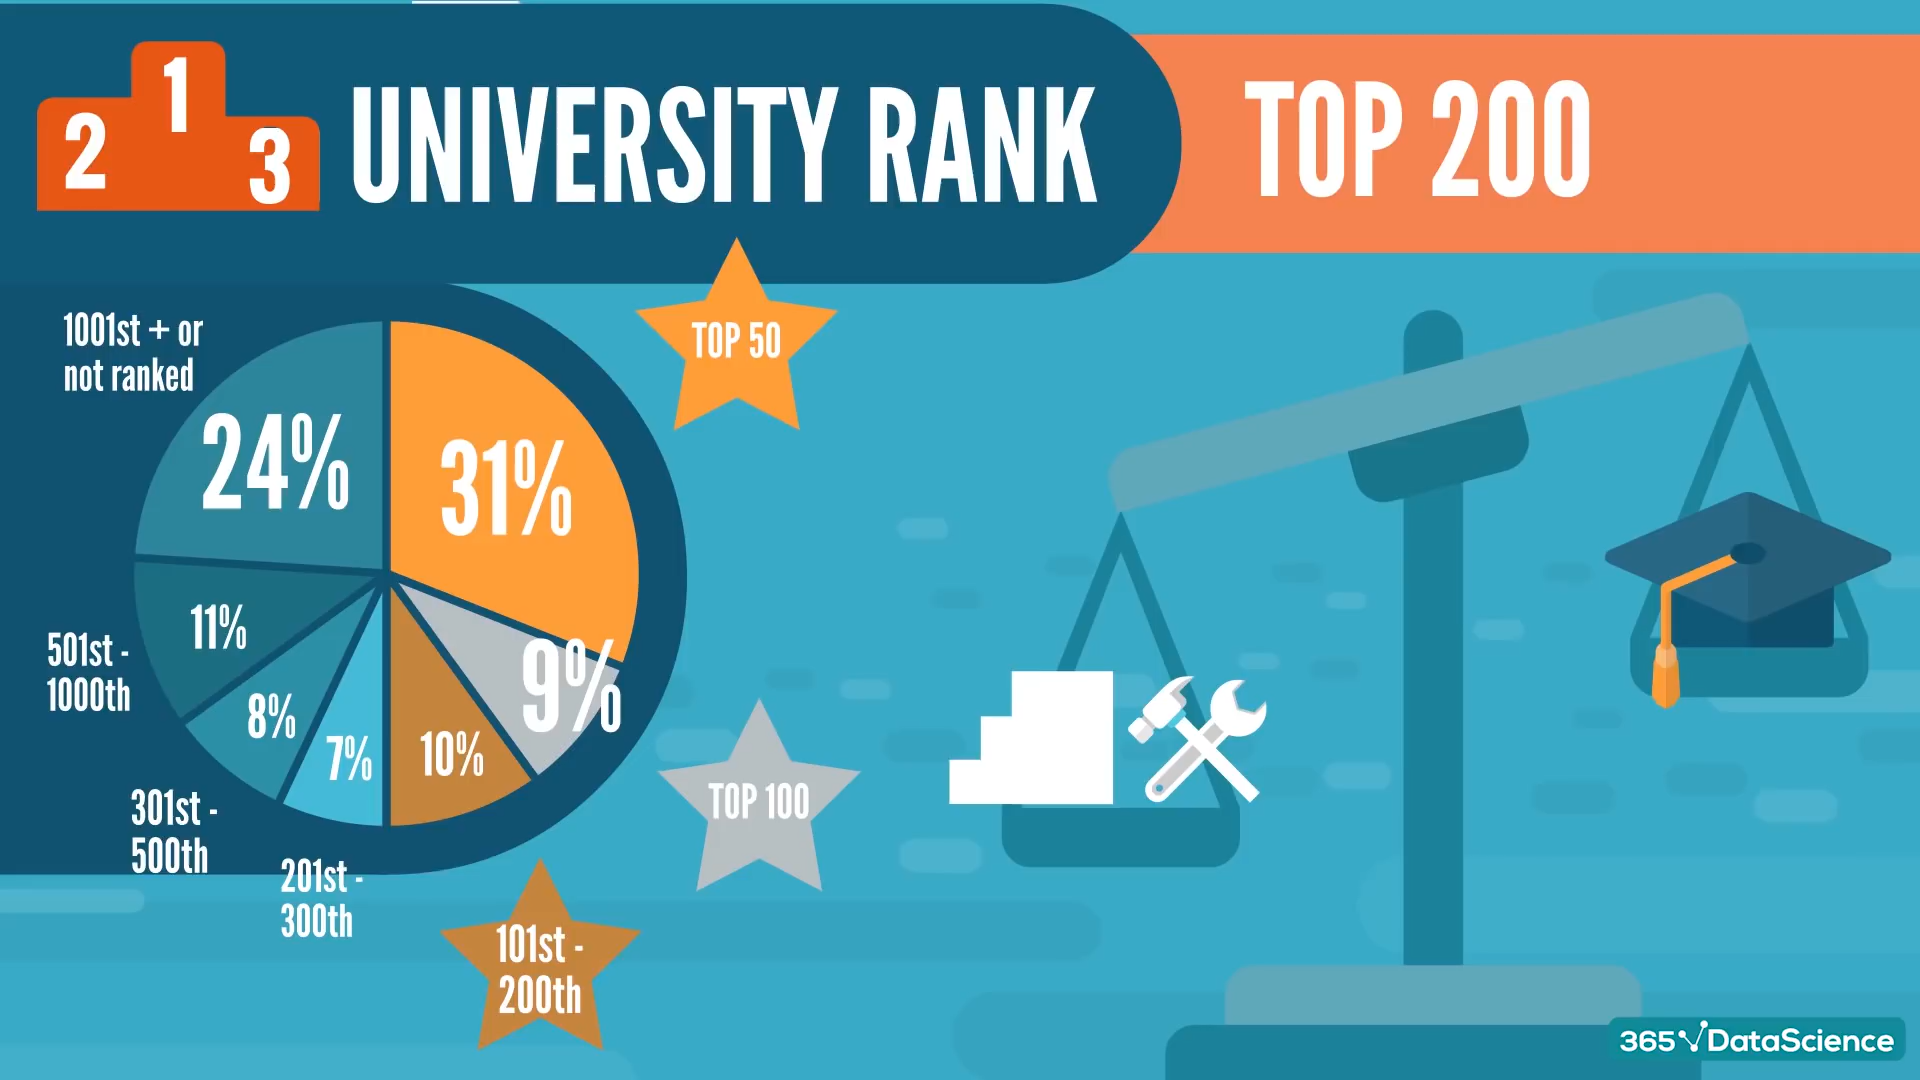 1
2
3
UNIVERSITY RANK
TOP 200
1001st + or
not ranked
24%
31%
TOP 50
11%
501st -
1000th
8%
301st -
500th
7%
201st -
300th
10%
101st -
200th
9%
TOP 100
365 DataScience